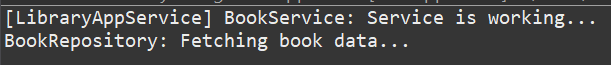 [LibraryAppService] BookService: Service is working...
BookRepository: Fetching book data...